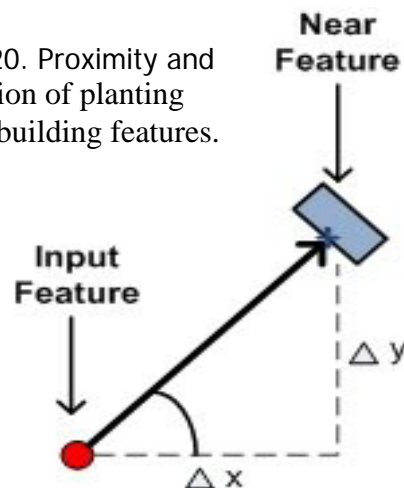 20. Proximity and
ion of planting
building features.
Near
Feature
Input
Feature
△ y
△ x